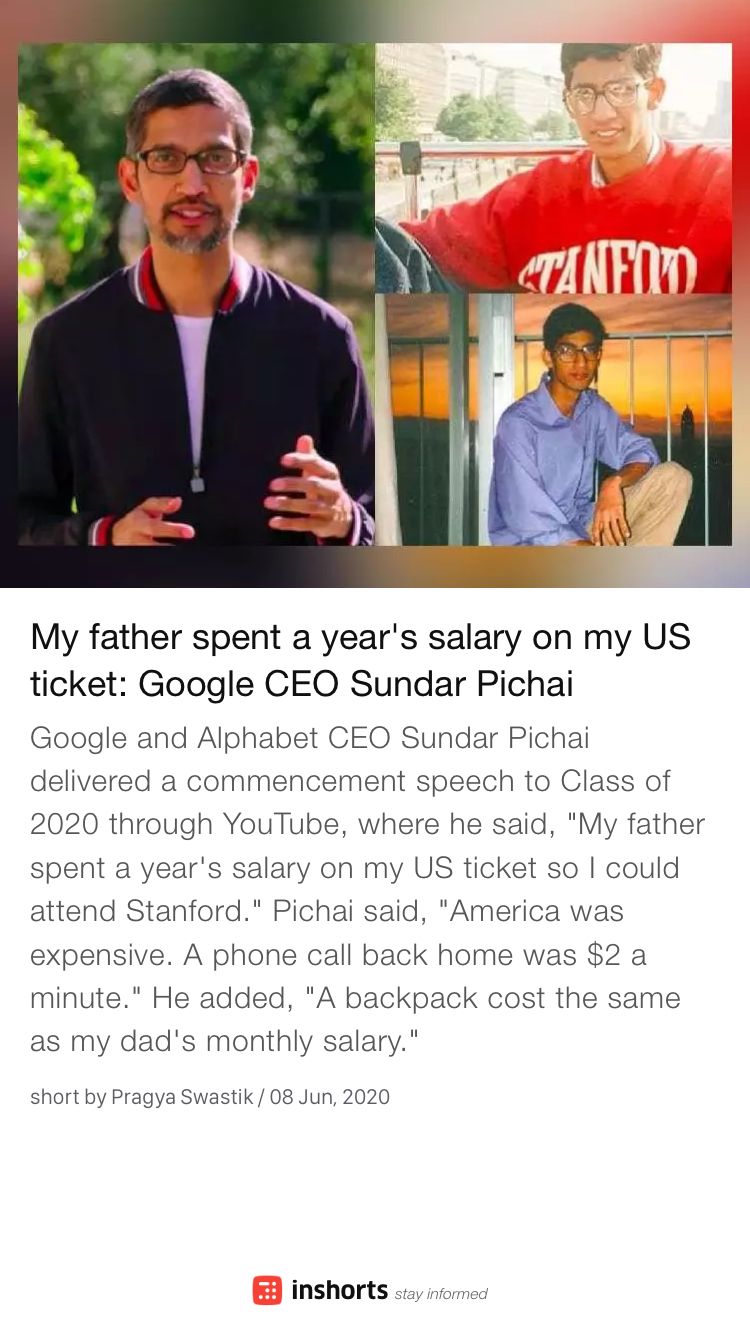 STANFORD
My father spent a year's salary on my US
ticket: Google CEO Sundar Pichai
Google and Alphabet CEO Sundar Pichai
delivered a commencement speech to Class of
2020 through YouTube, where he said, "My father
spent a year's salary on my US ticket so I could
attend Stanford." Pichai said, "America was
expensive. A phone call back home was $2 a
minute." He added, "A backpack cost the same
as my dad's monthly salary."
short by Pragya Swastik / 08 Jun, 2020
inshorts stay informed